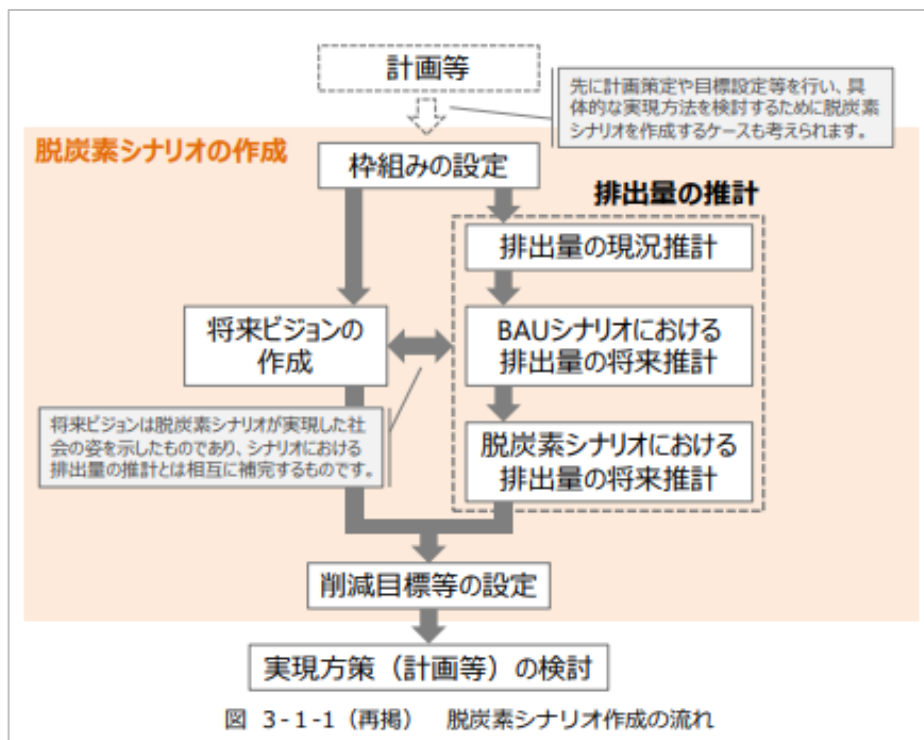 計画等
先に計画策定や目標設定等を行い、具
体的な実現方法を検討するために脱炭素
シナリオを作成するケースも考えられます。
脱炭素シナリオの作成
枠組みの設定
排出量の推計
排出量の現況推計
将来ビジョンの
作成
BAUシナリオにおける
排出量の将来推計
将来ビジョンは脱炭素シナリオが実現した社
会の姿を示したものであり、シナリオにおける
排出量の推計とは相互に補完するものです。
脱炭素シナリオにおける
排出量の将来推計
削減目標等の設定
実現方策（計画等）の検討
図 3-1-1（再掲） 脱炭素シナリオ作成の流れ